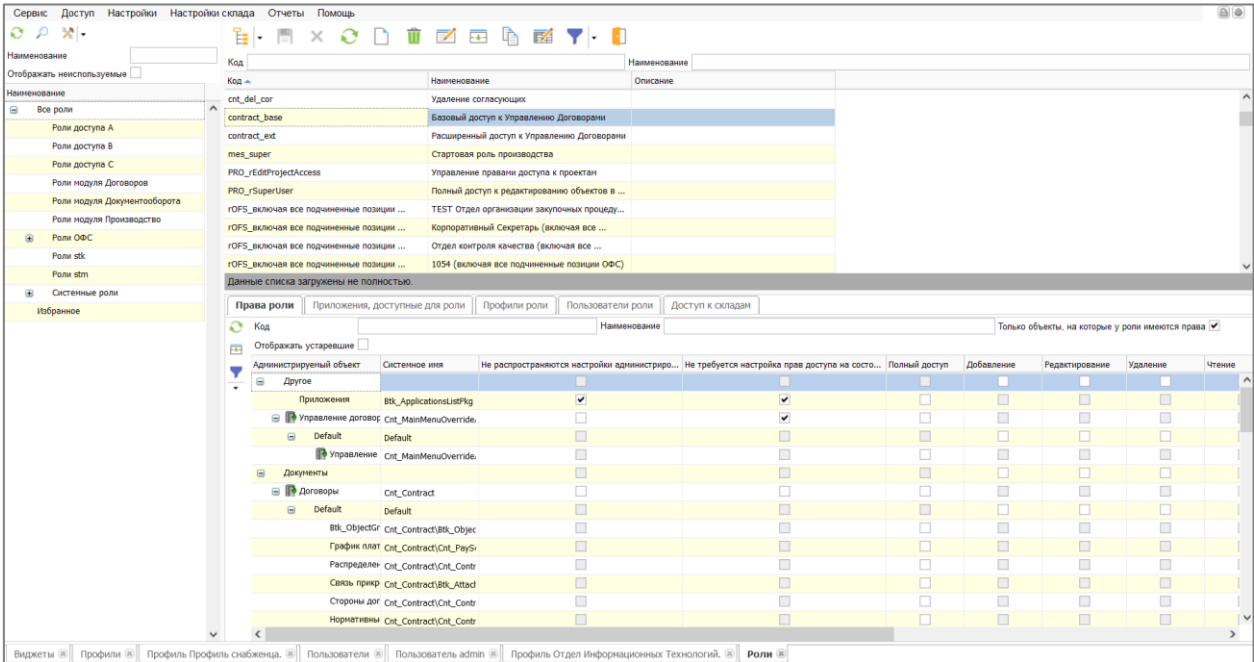 Сервис Доступ Настройки Настройки склада Отчеты Помощь
Наименование
Отображать неиспользуемые
Наименование
Все роли
Роли доступа A
Роли доступа B
Роли доступа C
Роли модуля Договоров
Роли модуля Документооборота
Роли модуля Производство
Роли ОФС
Роли stk
Роли stm
Системные роли
Избранное
Код Наименование
Код Наименование Описание
cnt_del_cor Удаление согласующих
contract_base Базовый доступ к Управлению Договорами
contract_ext Расширенный доступ к Управлению Договорами
mes_super Стартовая роль производства
PRO_rEditProjectAccess Управление правами доступа к проектам
PRO_rSuperUser Полный доступ к редактированию объектов в ...
rOFS_включая все подчиненные позиции ... TEST Отдел организации закупочных процеду...
rOFS_включая все подчиненные позиции ... Корпоративный Секретарь (включая все ...
rOFS_включая все подчиненные позиции ... Отдел контроля качества (включая все ...
rOFS_включая все подчиненные позиции ... 1054 (включая все подчиненные позиции ОФС)
Данные списка загружены не полностью.
Права роли Приложения, доступные для роли Профили роли Пользователи роли Доступ к складам
Код Наименование Только объекты, на которые у роли имеются права
Отображать устаревшие
Администрируемый объект Системное имя Не распространяются настройки администриро... Не требуется настройка прав доступа на состо... Полный доступ Добавление Редактирование Удаление Чтение
Другое
Приложения Btk_ApplicationsListPkg
Управление договор Cnt_MainMenuOverride
Default Default
Управление Cnt_MainMenuOverride
Документы
Договоры Cnt_Contract
Default Default
Btk_ObjectGr Cnt_Contract\Btk_Objec
График плат Cnt_Contract\Cnt_PayS
Распределен Cnt_Contract\Cnt_Contr
Связь прикр Cnt_Contract\Btk_Attach
Стороны дог Cnt_Contract\Cnt_Contr
Нормативны Cnt_Contract\Cnt_Contr
Виджеты Профили Профиль Профиль снабженца. Пользователи Пользователь admin Профиль Отдел Информационных Технологий. Роли